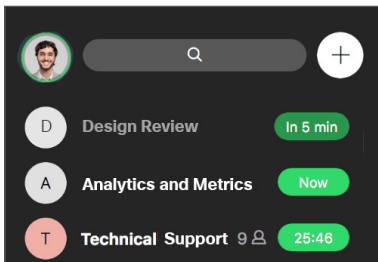 D Design Review In 5 min
A Analytics and Metrics Now
T Technical Support 9 25:46